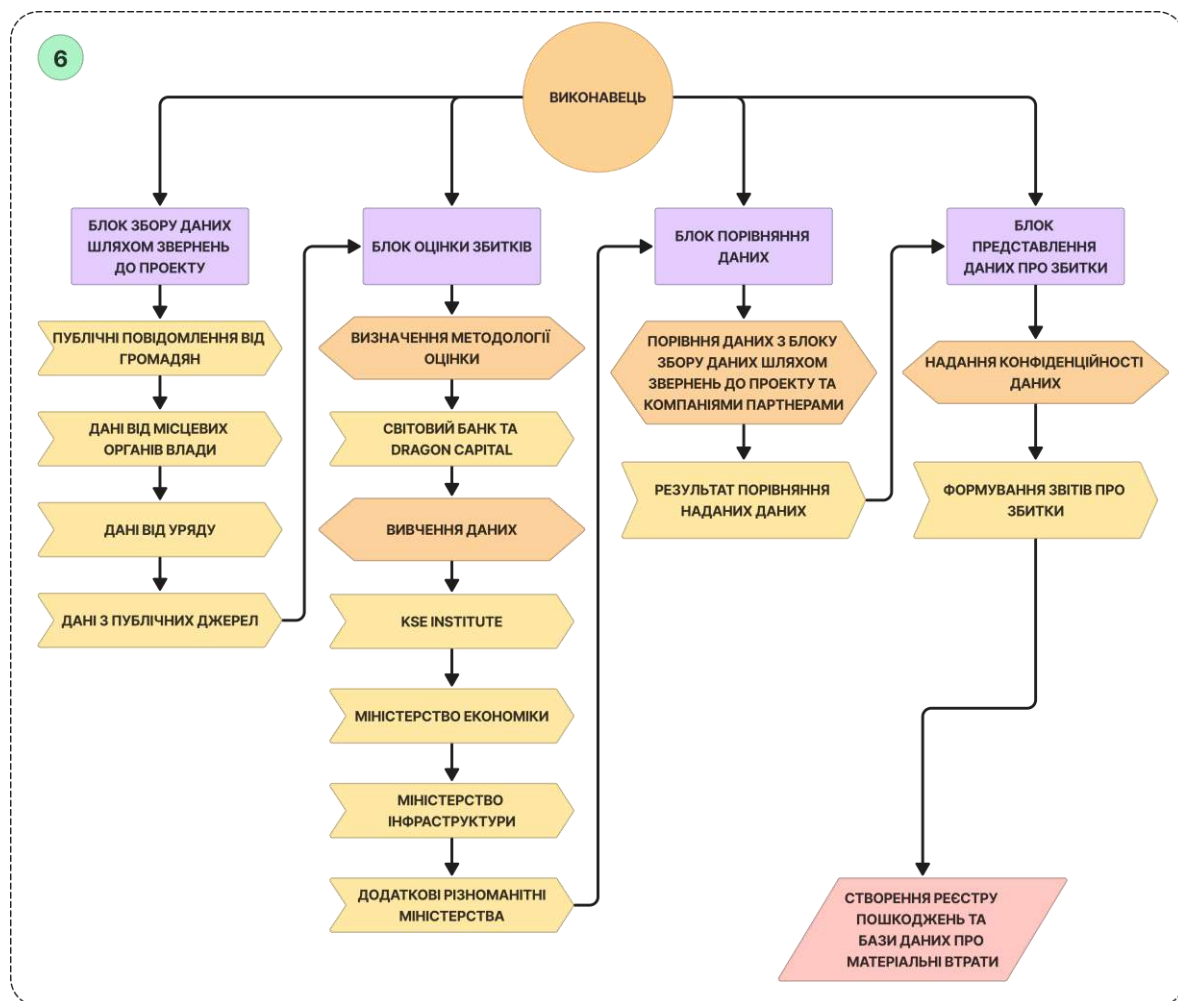 6
ВИКОНАВЕЦЬ
БЛОК ЗБОРУ ДАНИХ
ШЛЯХОМ ЗВЕРНЕНЬ
ДО ПРОЕКТУ
ПУБЛІЧНІ ПОВІДОМЛЕННЯ ВІД
ГРОМАДЯН
ДАНІ ВІД МІСЦЕВИХ
ОРГАНІВ ВЛАДИ
ДАНІ ВІД УРЯДУ
ДАНІ З ПУБЛІЧНИХ ДЖЕРЕЛ
БЛОК ОЦІНКИ ЗБИТКІВ
ВИЗНАЧЕННЯ МЕТОДОЛОГІЇ
ОЦІНКИ
СВІТОВИЙ БАНК ТА
DRAGON CAPITAL
ВИВЧЕННЯ ДАНИХ
KSE INSTITUTE
МІНІСТЕРСТВО ЕКОНОМІКИ
МІНІСТЕРСТВО
ІНФРАСТРУКТУРИ
ДОДАТКОВІ РІЗНОМАНІТНІ
МІНІСТЕРСТВА
БЛОК ПОРІВНЯННЯ
ДАНИХ
ПОРІВННЯ ДАНИХ З БЛОКУ
ЗБОРУ ДАНИХ ШЛЯХОМ
ЗВЕРНЕНЬ ДО ПРОЕКТУ ТА
КОМПАНІЯМИ ПАРТНЕРАМИ
РЕЗУЛЬТАТ ПОРІВНЯННЯ
НАДАНИХ ДАНИХ
БЛОК
ПРЕДСТАВЛЕННЯ
ДАНИХ ПРО ЗБИТКИ
НАДАННЯ КОНФІДЕНЦІЙНОСТІ
ДАНИХ
ФОРМУВАННЯ ЗВІТІВ ПРО
ЗБИТКИ
СТВОРЕННЯ РЕЄСТРУ
ПОШКОДЖЕНЬ ТА
БАЗИ ДАНИХ ПРО
МАТЕРІАЛЬНІ ВТРАТИ